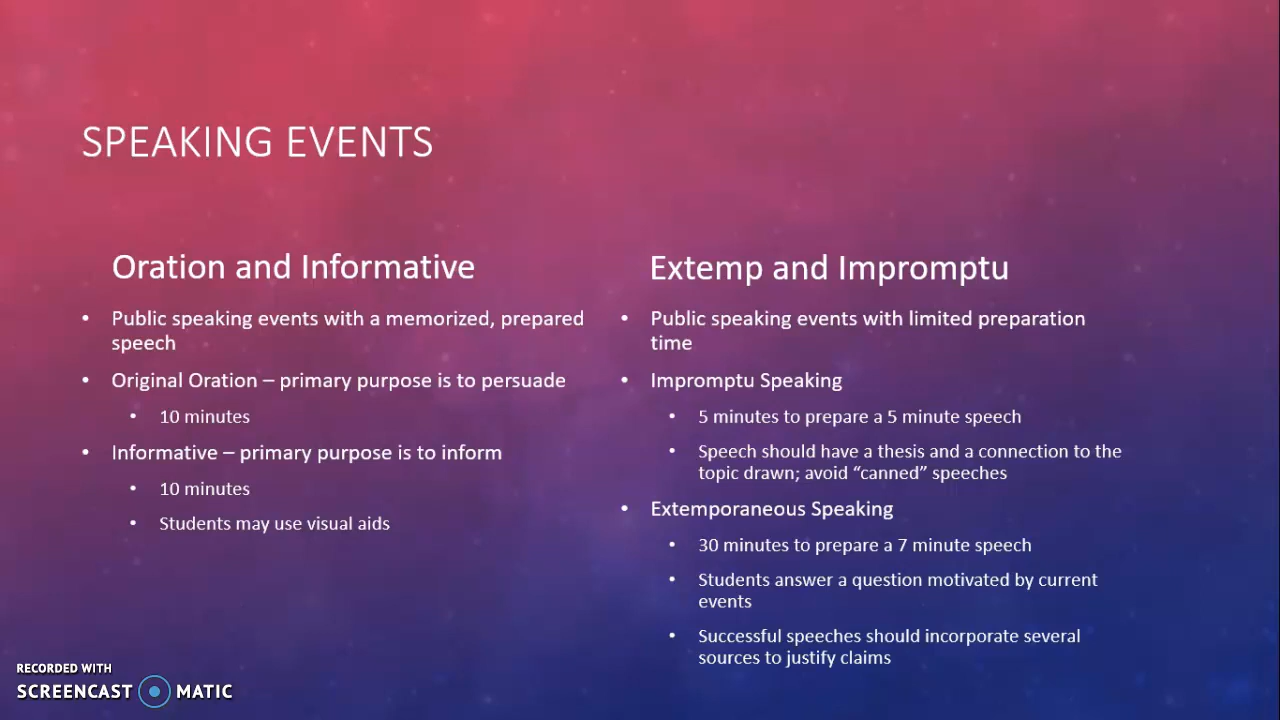 SPEAKING EVENTS
Oration and Informative
• Public speaking events with a memorized, prepared
speech
• Original Oration – primary purpose is to persuade
• 10 minutes
• Informative – primary purpose is to inform
• 10 minutes
• Students may use visual aids
Extemp and Impromptu
• Public speaking events with limited preparation
time
• Impromptu Speaking
• 5 minutes to prepare a 5 minute speech
• Speech should have a thesis and a connection to the
topic drawn; avoid “canned” speeches
• Extemporaneous Speaking
• 30 minutes to prepare a 7 minute speech
• Students answer a question motivated by current
events
• Successful speeches should incorporate several
sources to justify claims
RECORDED WITH
SCREENCAST MATIC